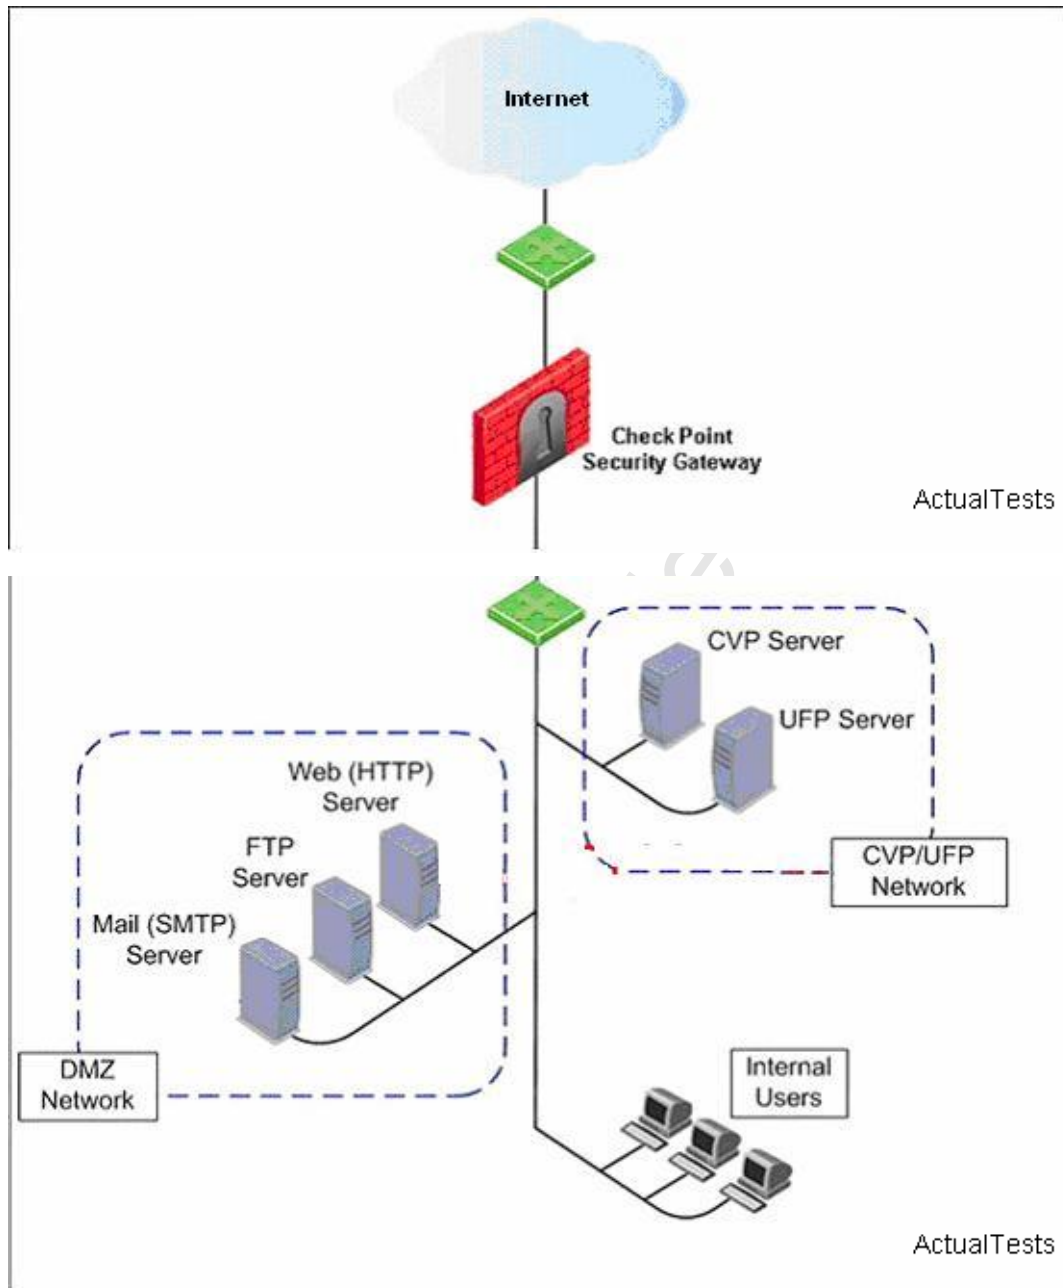 Internet
Check Point
Security Gateway
ActualTests
CVP Server
UFP Server
Web (HTTP)
Server
FTP
Server
CVP/UFP
Network
Mail (SMTP)
Server
DMZ
Network
Internal
Users
ActualTests